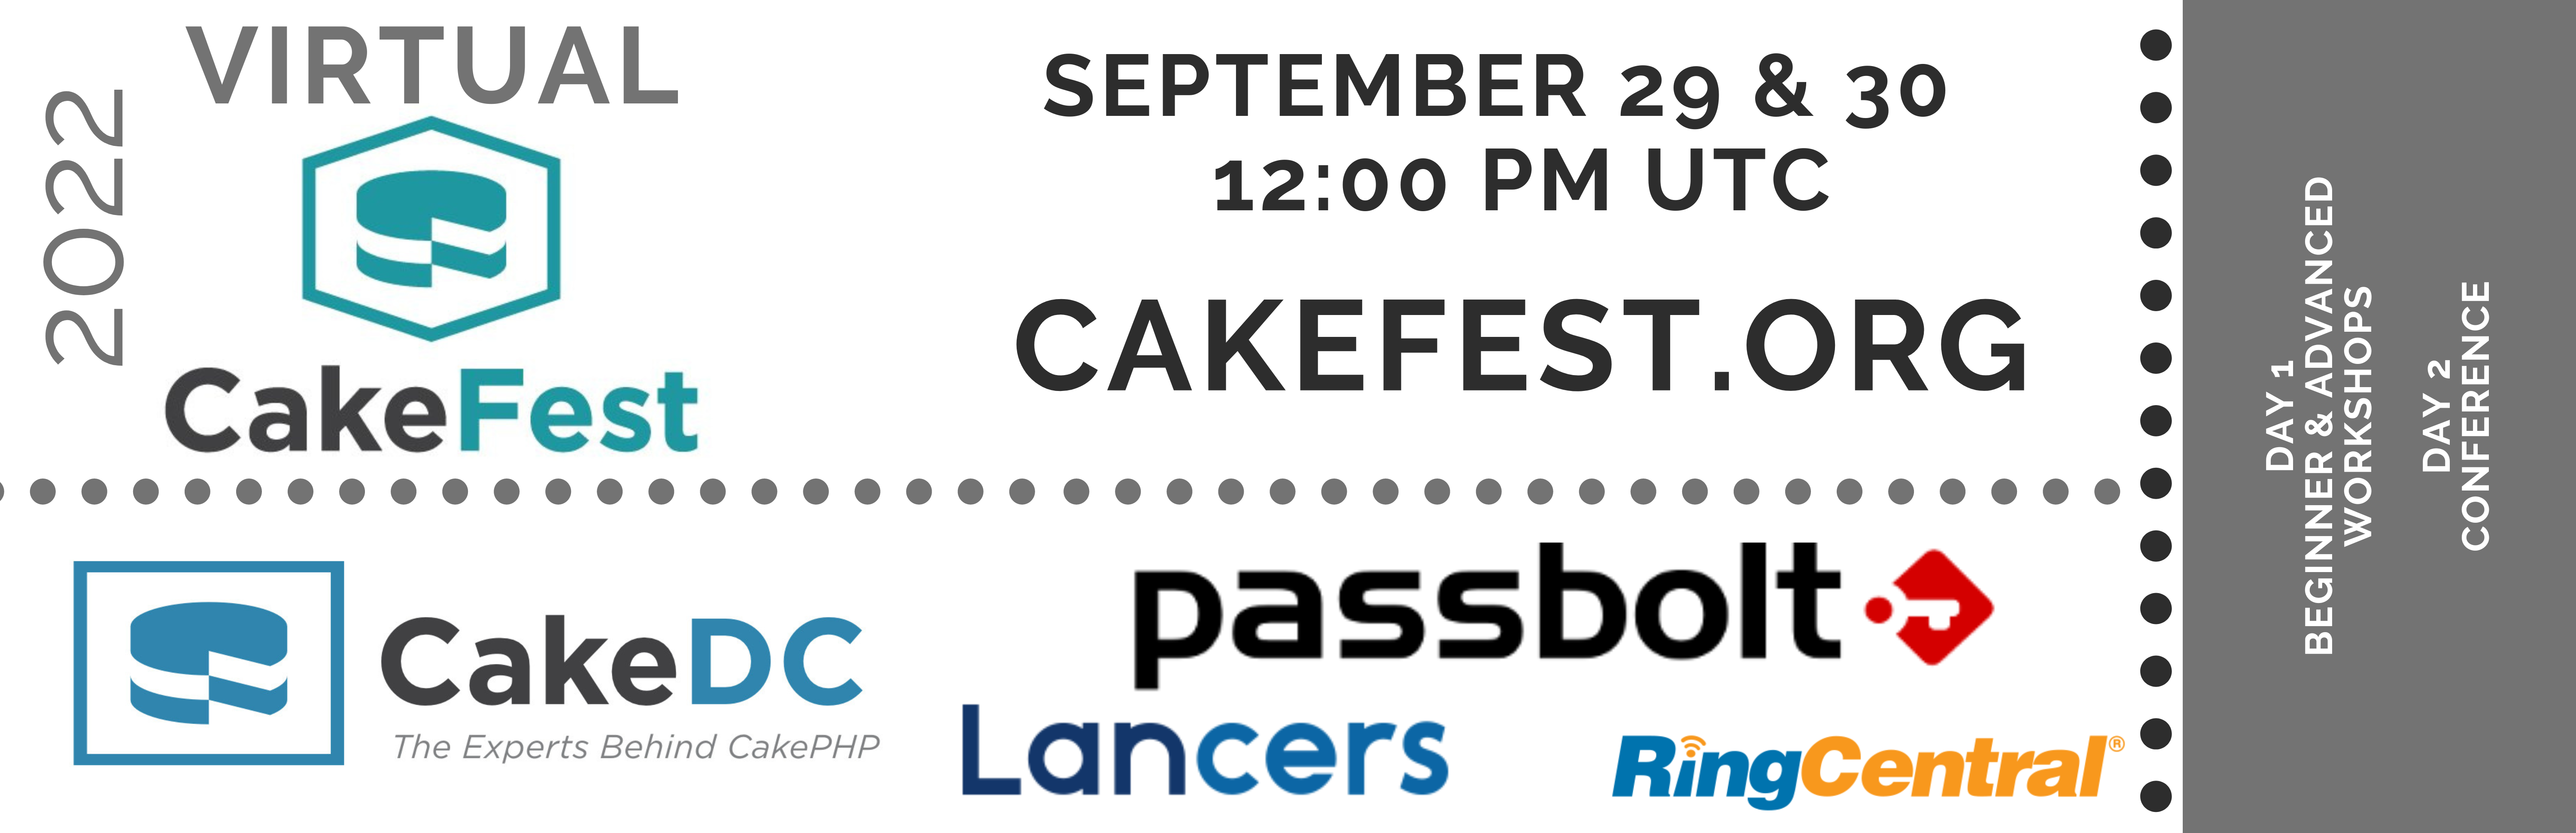 2022
VIRTUAL
CakeFest
SEPTEMBER 29 & 30
12:00 PM UTC
CAKEFEST.ORG
CakeDC
The Experts Behind CakePHP
passbolt
Lancers
RingCentral®
DAY 1
BEGINNER & ADVANCED
WORKSHOPS
DAY 2
CONFERENCE